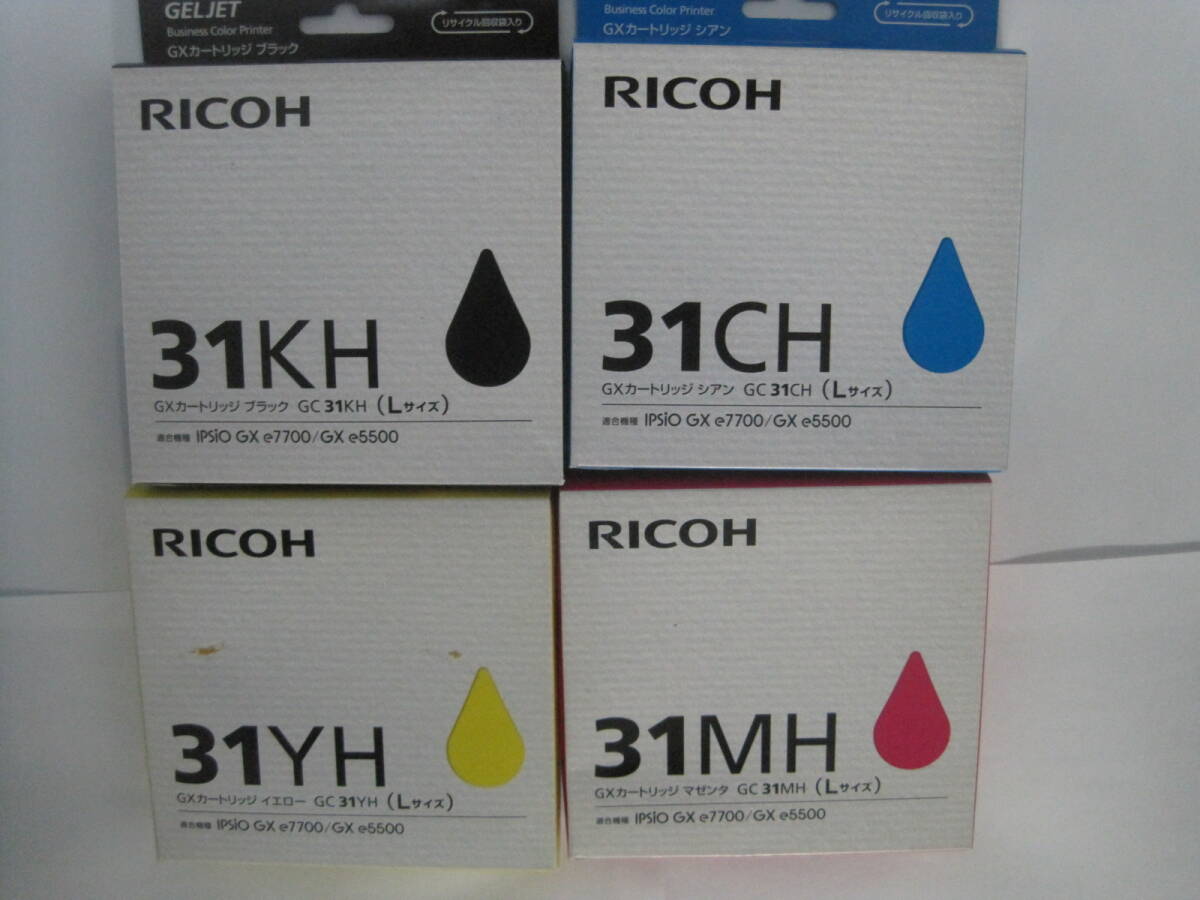 GELJET
Business Color Printer
GXカートリッジ ブラック
リサイクル回収袋入り
RICOH
31KH
GXカートリッジ ブラック GC 31KH (Lサイズ)
適合機種 IPSiO GX e7700/GX e5500
Business Color Printer
GXカートリッジ シアン
リサイクル回収袋入り
RICOH
31CH
GXカートリッジ シアン GC 31CH (Lサイズ)
適合機種 IPSiO GX e7700/GX e5500
RICOH
31YH
GXカートリッジ イエロー GC 31YH (Lサイズ)
適合機種 IPSiO GX e7700/GX e5500
RICOH
31MH
GXカートリッジ マゼンタ GC 31MH (Lサイズ)
適合機種 IPSiO GX e7700/GX e5500